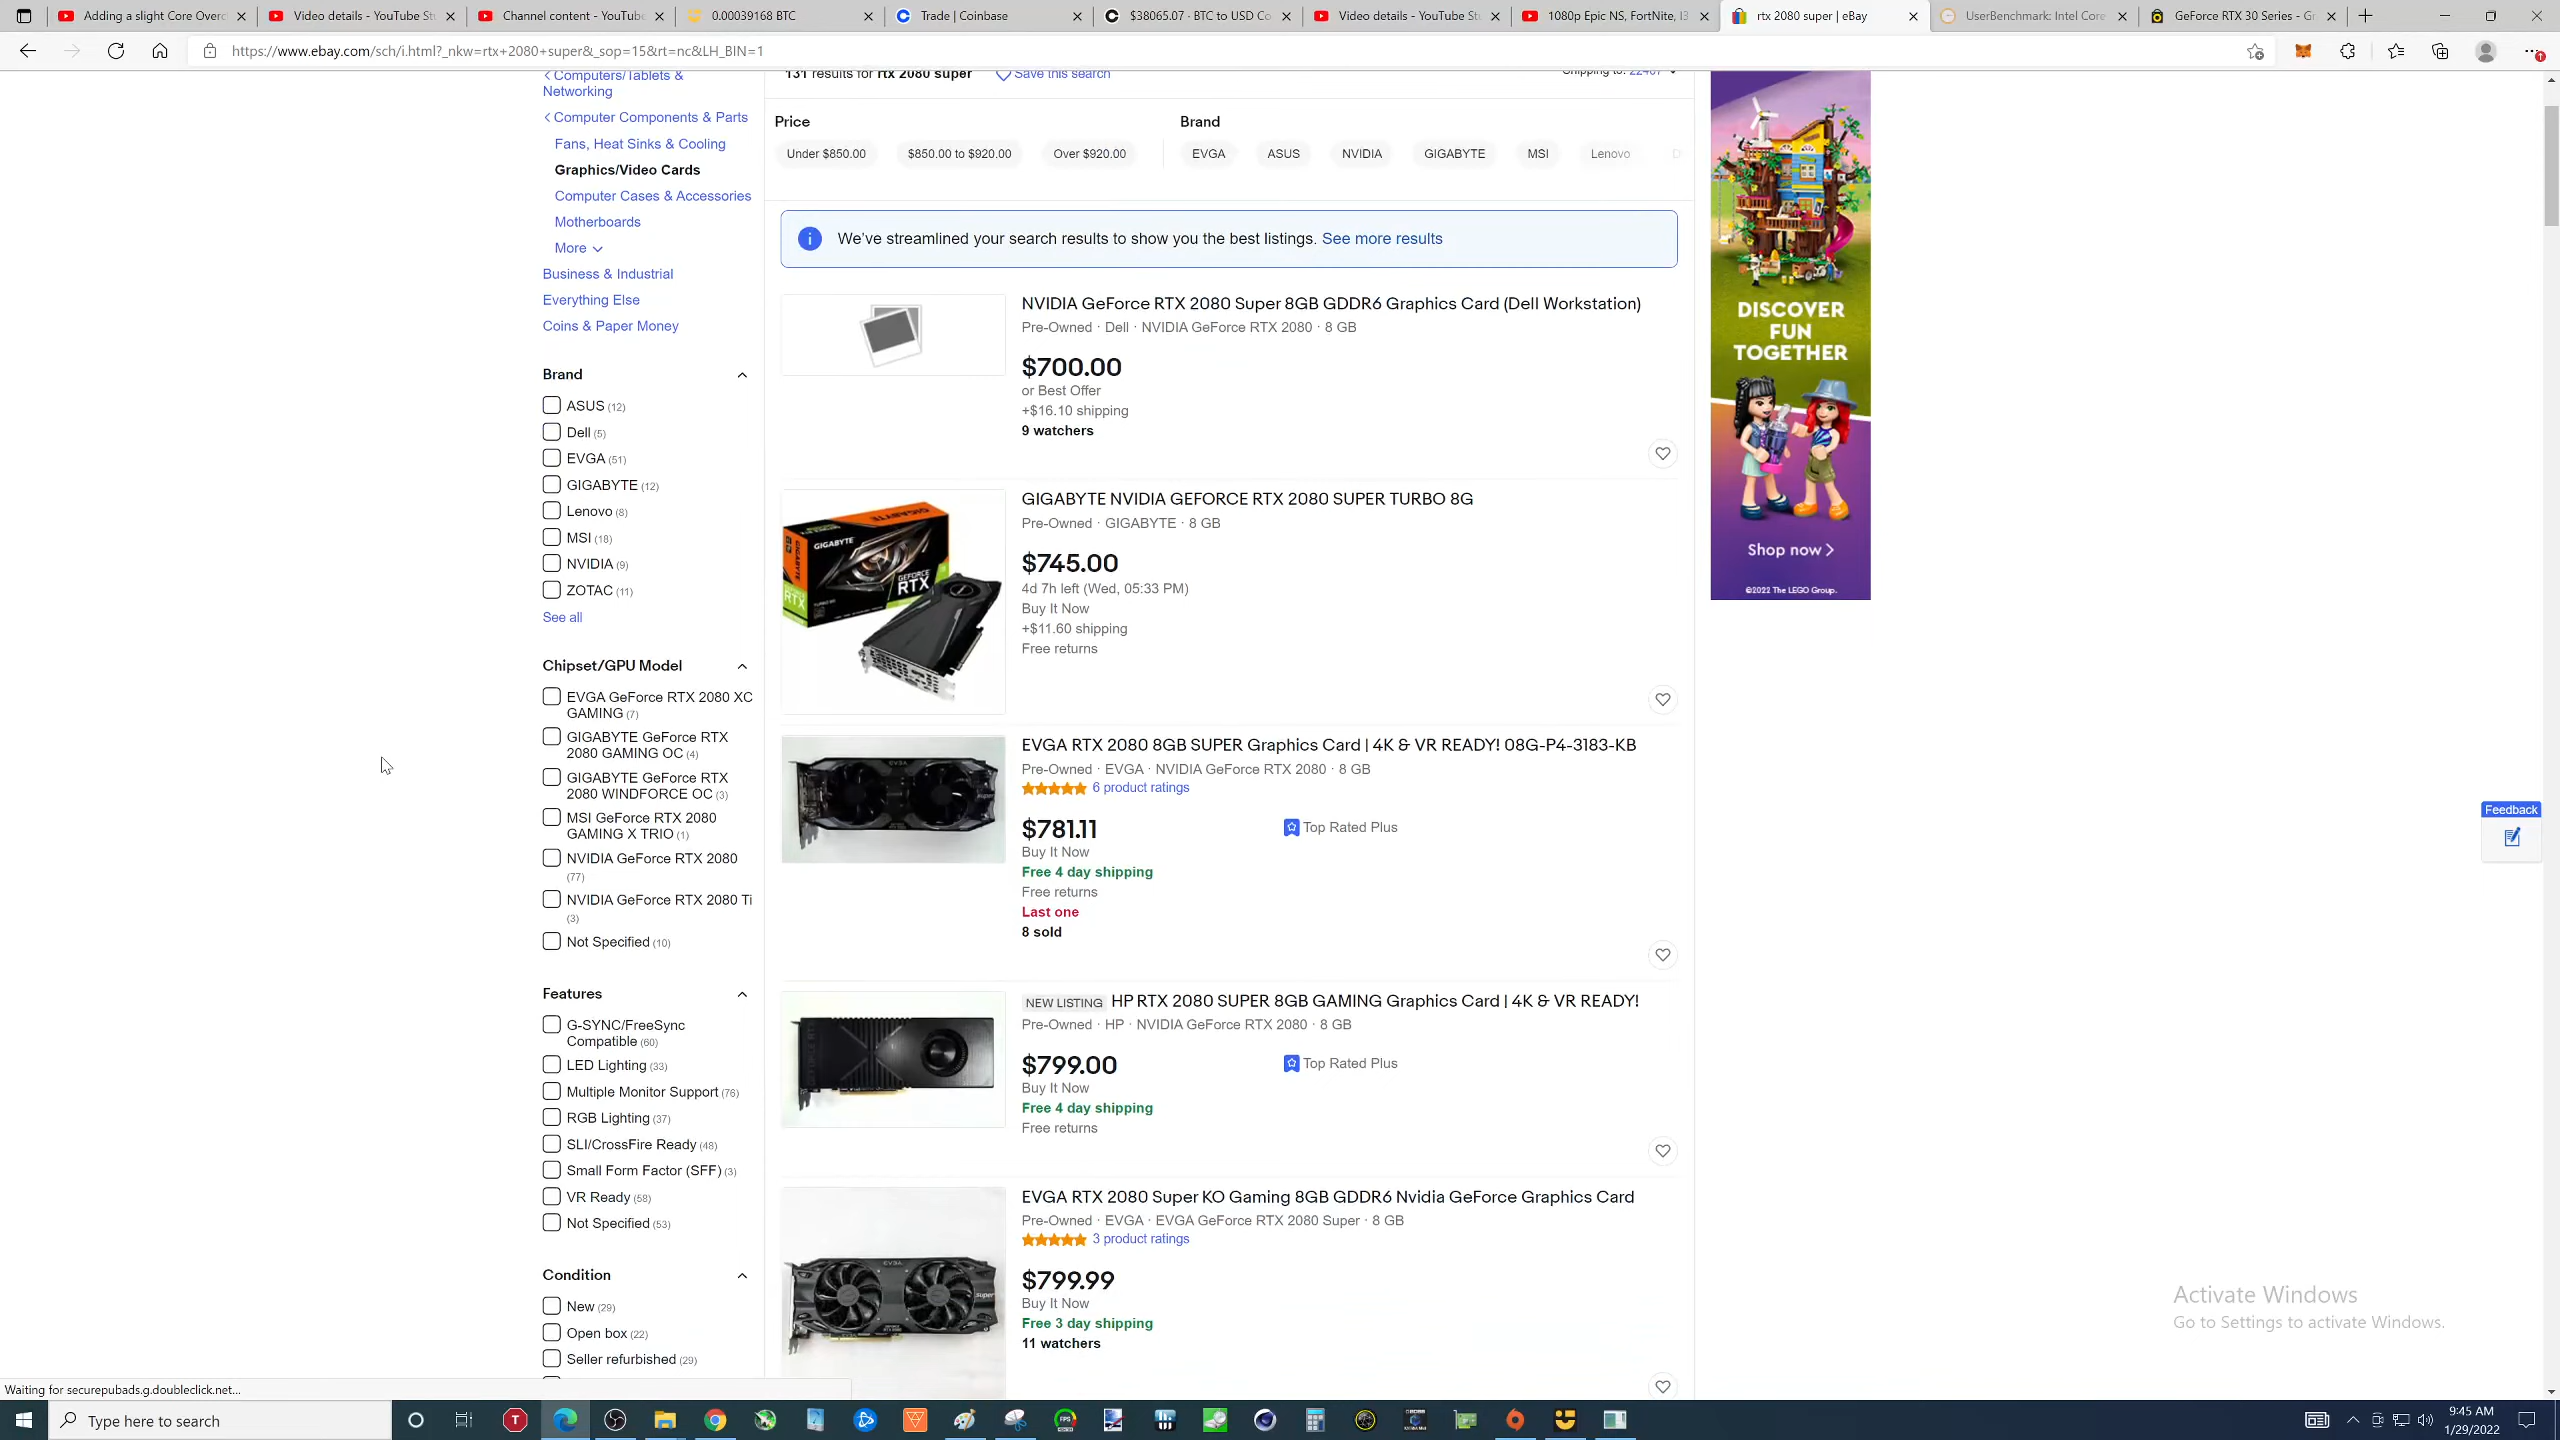 Adding a slight Core Overc
Video details - YouTube Stu
Channel content - YouTube
0.00039168 BTC
Trade | Coinbase
$38065.07 · BTC to USD Co
Video details - YouTube Stu
1080p Epic NS, FortNite, I3
rtx 2080 super | eBay
UserBenchmark: Intel Core
GeForce RTX 30 Series - Gr
https://www.ebay.com/sch/i.html?_nkw=rtx+2080+super&_sop=15&rt=nc&LH_BIN=1
131 results for rtx 2080 super
Save this search
Shipping to: 22407
Computers/Tablets &
Networking
Computer Components & Parts
Fans, Heat Sinks & Cooling
Graphics/Video Cards
Computer Cases & Accessories
Motherboards
More
Business & Industrial
Everything Else
Coins & Paper Money
Brand
ASUS (12)
Dell (5)
EVGA (51)
GIGABYTE (12)
Lenovo (8)
MSI (18)
NVIDIA (9)
ZOTAC (11)
See all
Chipset/GPU Model
EVGA GeForce RTX 2080 XC
GAMING (7)
GIGABYTE GeForce RTX
2080 GAMING OC (4)
GIGABYTE GeForce RTX
2080 WINDFORCE OC (3)
MSI GeForce RTX 2080
GAMING X TRIO (1)
NVIDIA GeForce RTX 2080
(77)
NVIDIA GeForce RTX 2080 Ti
(3)
Not Specified (10)
Features
G-SYNC/FreeSync
Compatible (60)
LED Lighting (33)
Multiple Monitor Support (76)
RGB Lighting (37)
SLI/CrossFire Ready (48)
Small Form Factor (SFF) (3)
VR Ready (58)
Not Specified (53)
Condition
New (29)
Open box (22)
Seller refurbished (29)
Price
Under $850.00
$850.00 to $920.00
Over $920.00
Brand
EVGA
ASUS
NVIDIA
GIGABYTE
MSI
Lenovo
D
We've streamlined your search results to show you the best listings. See more results
NVIDIA GeForce RTX 2080 Super 8GB GDDR6 Graphics Card (Dell Workstation)
Pre-Owned · Dell · NVIDIA GeForce RTX 2080 · 8 GB
$700.00
or Best Offer
+$16.10 shipping
9 watchers
GIGABYTE
GEFORCE
RTX
RTX
GIGABYTE NVIDIA GEFORCE RTX 2080 SUPER TURBO 8G
Pre-Owned · GIGABYTE · 8 GB
$745.00
4d 7h left (Wed, 05:33 PM)
Buy It Now
+$11.60 shipping
Free returns
EVGA RTX 2080 8GB SUPER Graphics Card | 4K & VR READY! 08G-P4-3183-KB
Pre-Owned · EVGA · NVIDIA GeForce RTX 2080 · 8 GB
6 product ratings
$781.11
Top Rated Plus
Buy It Now
Free 4 day shipping
Free returns
Last one
8 sold
NEW LISTING HP RTX 2080 SUPER 8GB GAMING Graphics Card | 4K & VR READY!
Pre-Owned · HP · NVIDIA GeForce RTX 2080 · 8 GB
$799.00
Top Rated Plus
Buy It Now
Free 4 day shipping
Free returns
EVGA RTX 2080 Super KO Gaming 8GB GDDR6 Nvidia GeForce Graphics Card
Pre-Owned · EVGA · EVGA GeForce RTX 2080 Super · 8 GB
3 product ratings
$799.99
Buy It Now
Free 3 day shipping
11 watchers
EVGA
super
DISCOVER
FUN
TOGETHER
Shop now
©2022 The LEGO Group.
Feedback
Activate Windows
Go to Settings to activate Windows.
Waiting for securepubads.g.doubleclick.net...
Type here to search
9:45 AM
1/29/2022